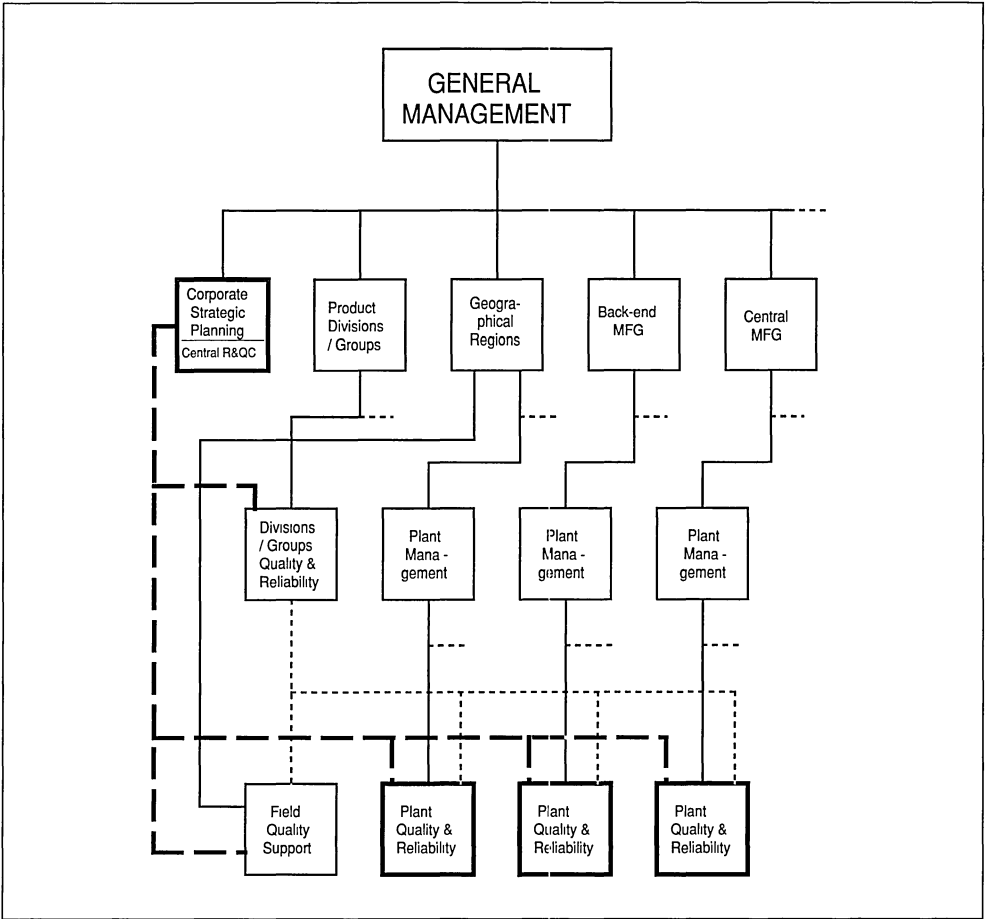 GENERAL
MANAGEMENT
Corporate
Strategic
Planning
Central R&QC
Product
Divisions
/ Groups
Geogra-
phical
Regions
Back-end
MFG
Central
MFG
Divisions
/ Groups
Quality &
Reliability
Plant
Mana -
gement
Plant
Mana -
gement
Plant
Mana -
gement
Field
Quality
Support
Plant
Quality &
Reliability
Plant
Quality &
Reliability
Plant
Quality &
Reliability